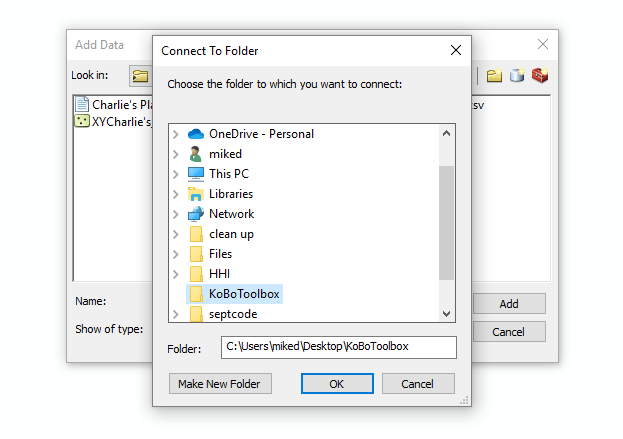 Add Data
Connect To Folder
Look in:
Choose the folder to which you want to connect:
Charlie's Pla
sv
XYCharlie's
OneDrive - Personal
miked
This PC
Libraries
Network
clean up
Files
HHI
KoBoToolbox
septcode
Name:
Add
Show of type:
Cancel
Folder:
C:\Users\miked\Desktop\KoBoToolbox
Make New Folder
OK
Cancel